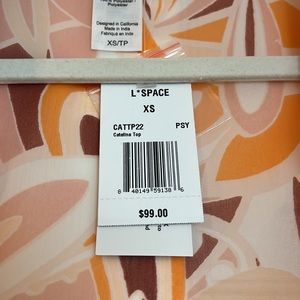 Polyester
Designed in California
Made in India
Fabriqué en Inde
XS/TP
L*SPACE
XS
CATTP22 PSY
Catalina Top
6 40149 59138 6
$99.00